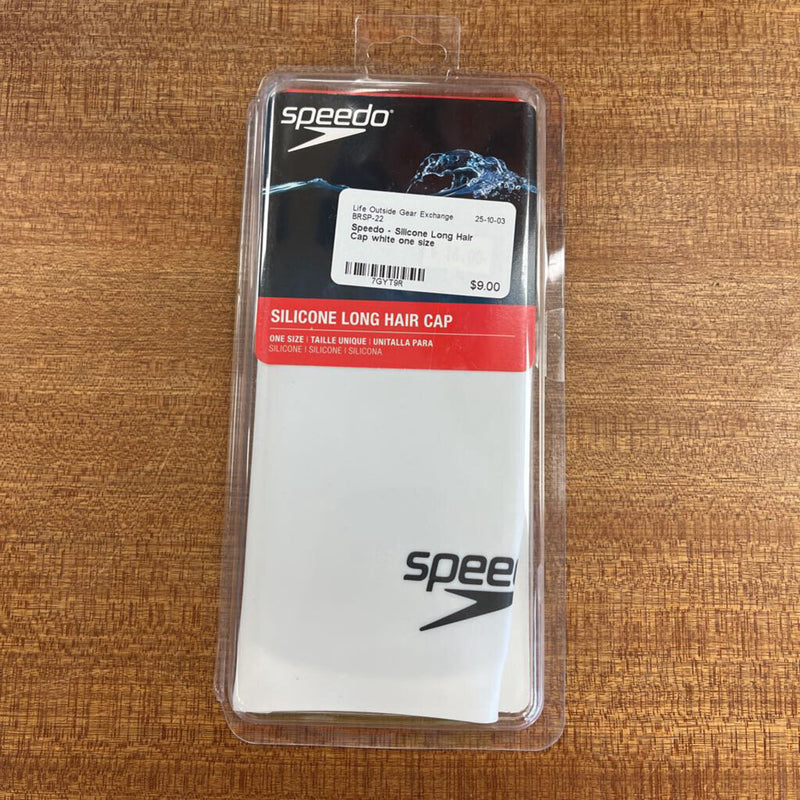 speedo
Life Outside Gear Exchange 25-10-03
BRSP-22
Speedo - Silicone Long Hair
Cap white one size
7GYT9R
$9.00
SILICONE LONG HAIR CAP
ONE SIZE | TAILLE UNIQUE | UNITALLA PARA
SILICONE | SILICONE | SILICONA
speed